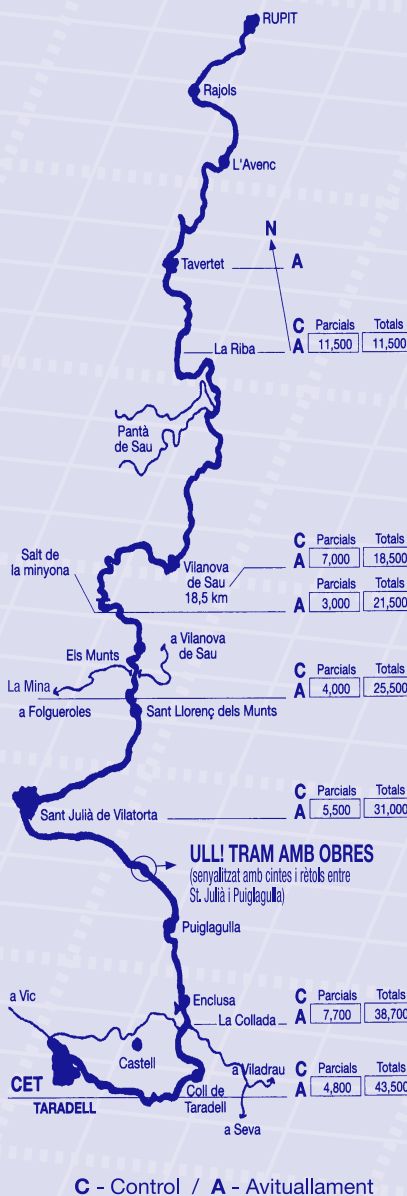 RUPIT
Rajols
L'Avenc
N
Tavertet A
C Parcials Totals
La Riba A 11,500 11,500
Pantà
de Sau
C Parcials Totals
Vilanova
de Sau
18,5 km
A 7,000 18,500
Salt de
la minyona
Parcials Totals
A 3,000 21,500
a Vilanova
de Sau
Els Munts
La Mina
a Folgueroles
C Parcials Totals
A 4,000 25,500
Sant Llorenç dels Munts
C Parcials Totals
Sant Julià de Vilatorta A 5,500 31,000
ULL! TRAM AMB OBRES
(senyalitzat amb cintes i rètols entre
St. Julià i Puiglagulla)
Puiglagulla
a Vic
Enclusa
C Parcials Totals
La Collada A 7,700 38,700
Castell
a Viladrau
C Parcials Totals
A 4,800 43,500
CET
TARADELL
Coll de
Taradell
a Seva
C - Control / A - Avituallament